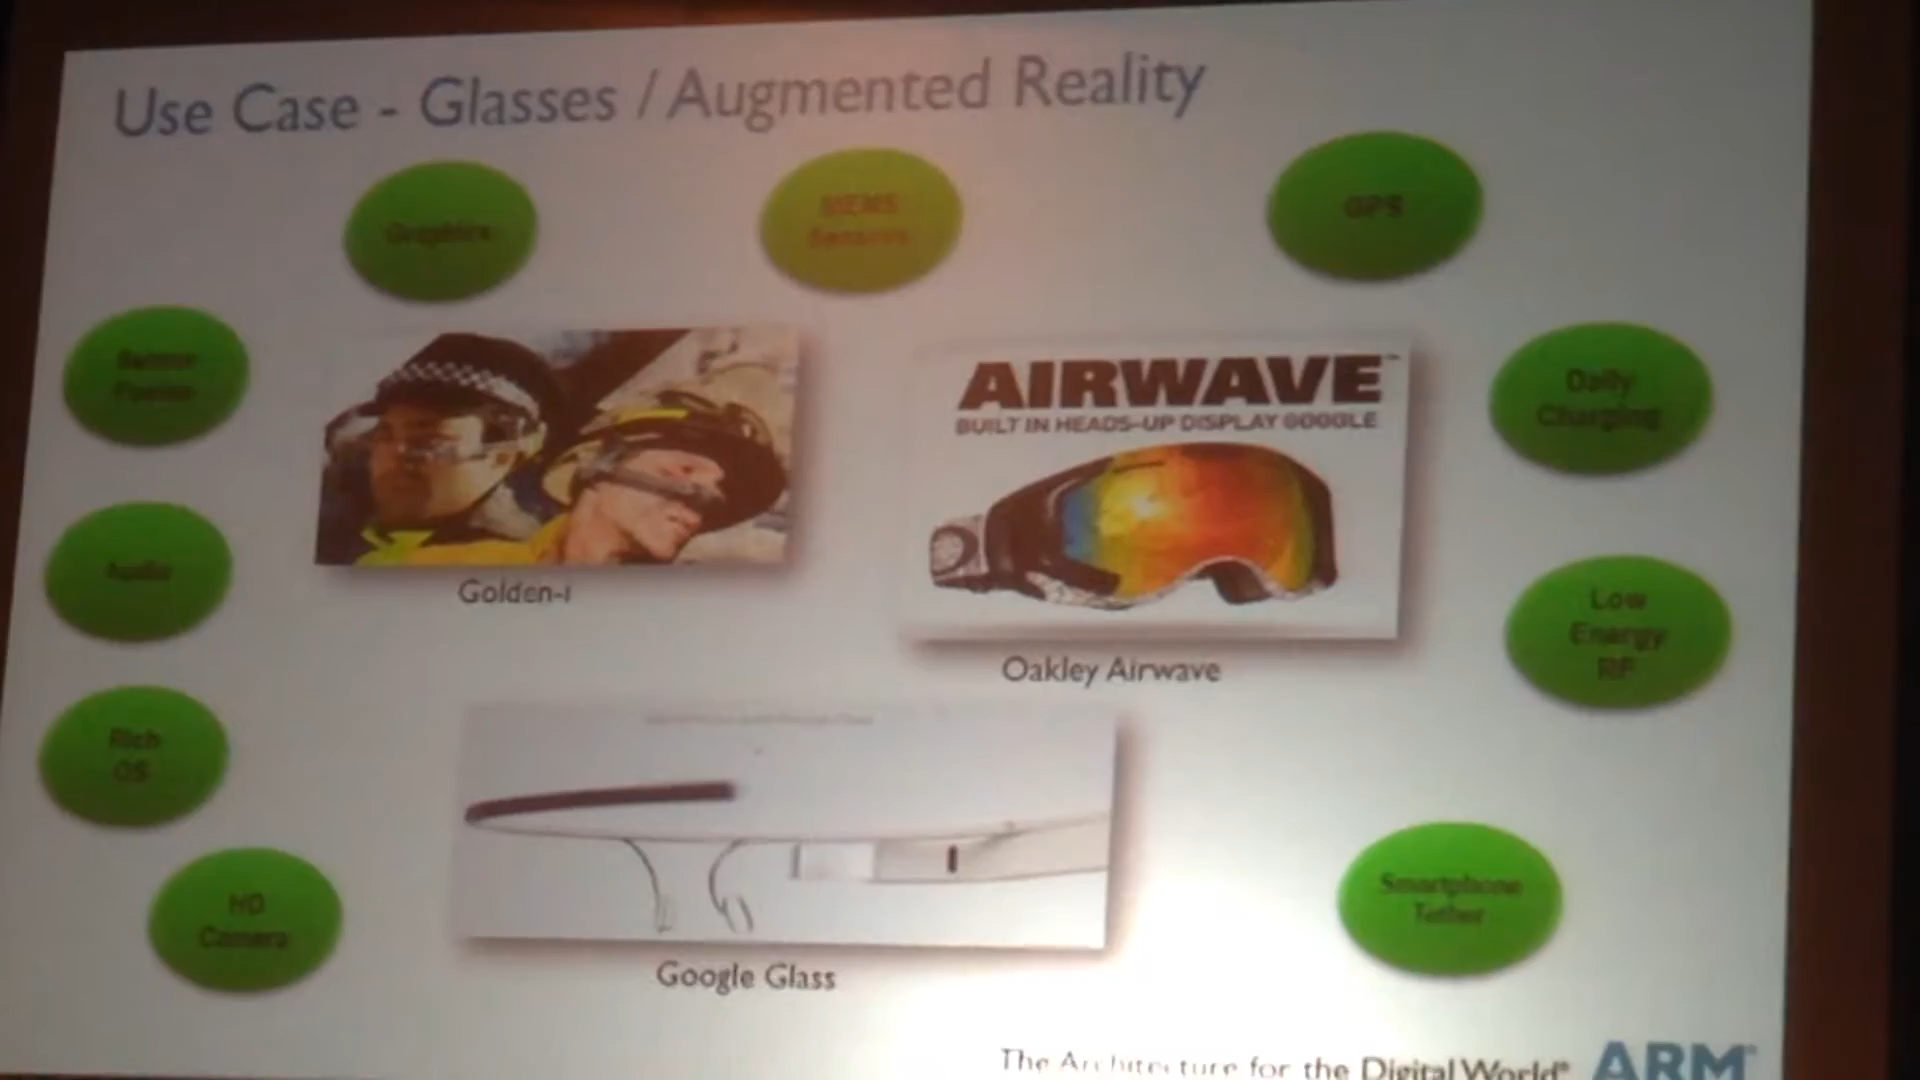 Use Case - Glasses / Augmented Reality
Graphics
MEMS
Sensors
GPS
Sensor
Fusion
AIRWAVE™
BUILT IN HEADS-UP DISPLAY GOGGLE
Daily
Charging
Audio
Golden-i
Low
Energy
RF
Oakley Airwave
Rich
OS
HD
Camera
Smartphone
Tether
Google Glass
The Architecture for the Digital World®
ARM